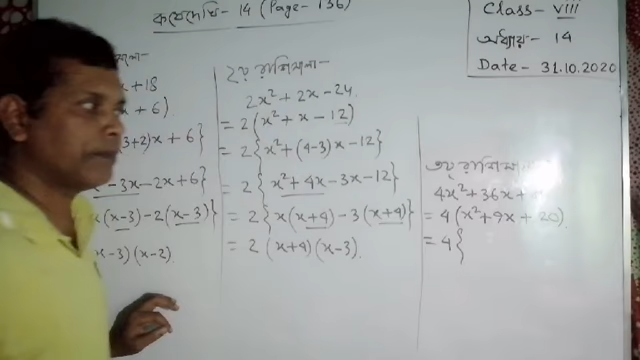 কষে দেখি - 14 (Page - 136)
Class - VIII
অধ্যায় - 14
Date - 31.10.2020
x + 18
x + 6)
3+2)x + 6}
- 3x - 2x + 6}
x(x-3) - 2(x-3)}
x-3)(x-2)
২য় রাশিমালা -
2x² + 2x - 24
= 2(x² + x - 12)
= 2{x² + (4-3)x - 12}
= 2{x² + 4x - 3x - 12}
= 2{x(x+4) - 3(x+4)}
= 2(x+4)(x-3)
৩য় রাশিমালা
4x² + 36x +
= 4(x² + 9x + 20)
= 4{